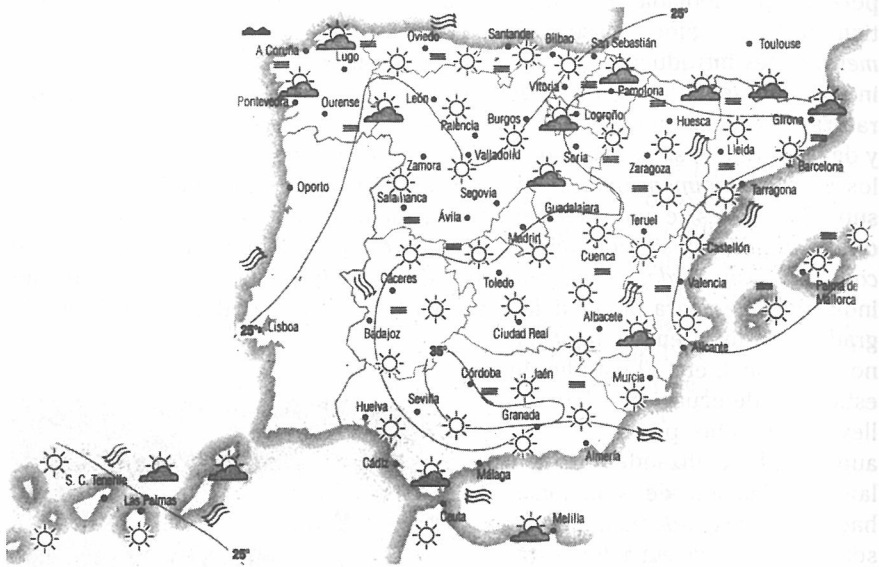 25°
Toulouse
Oviedo
Santander
Bilbao
San Sebastián
A Coruña
Lugo
Vitoria
Pamplona
Pontevedra
Ourense
León
Palencia
Burgos
Logroño
Huesca
Girona
Zamora
Valladolid
Soria
Zaragoza
Lleida
Barcelona
Oporto
Salamanca
Segovia
Ávila
Guadalajara
Madrid
Teruel
Tarragona
Castellón
Cuenca
Toledo
Cáceres
Valencia
Palma de
Mallorca
25°
Lisboa
Badajoz
Ciudad Real
Albacete
Alicante
35°
Córdoba
Jaén
Murcia
Huelva
Sevilla
Granada
Almería
Cádiz
Málaga
S. C. Tenerife
Las Palmas
25°
Ceuta
Melilla